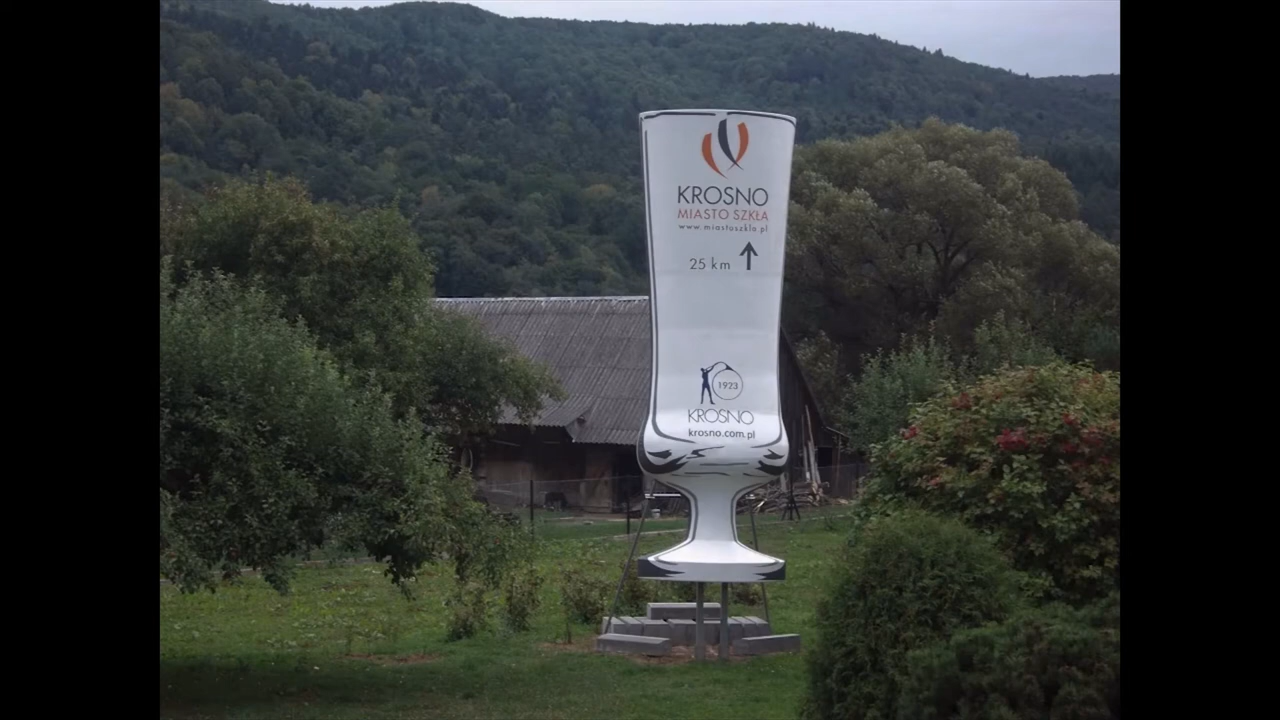 KROSNO
MIASTO SZKŁA
www.miastoszkla.pl
25 km ↑
1923
KROSNO
krosno.com.pl